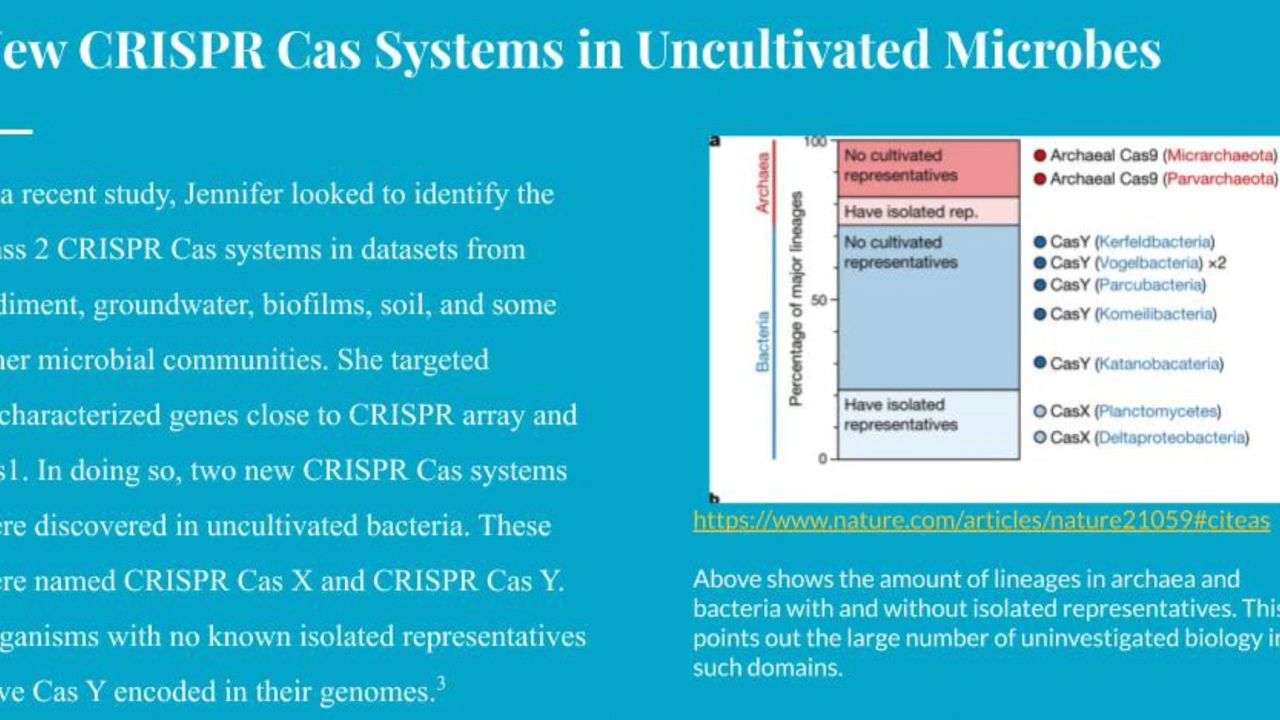 ew CRISPR Cas Systems in Uncultivated Microbes
a recent study, Jennifer looked to identify the
ss 2 CRISPR Cas systems in datasets from
diment, groundwater, biofilms, soil, and some
er microbial communities. She targeted
characterized genes close to CRISPR array and
s1. In doing so, two new CRISPR Cas systems
re discovered in uncultivated bacteria. These
re named CRISPR Cas X and CRISPR Cas Y.
ganisms with no known isolated representatives
ve Cas Y encoded in their genomes.³
a
Archaea
Bacteria
Percentage of major lineages
100
50
0
No cultivated
representatives
Have isolated rep.
No cultivated
representatives
Have isolated
representatives
Archaeal Cas9 (Micrarchaeota)
Archaeal Cas9 (Parvarchaeota)
CasY (Kerfeldbacteria)
CasY (Vogelbacteria) ×2
CasY (Parcubacteria)
CasY (Komeilibacteria)
CasY (Katanobacateria)
CasX (Planctomycetes)
CasX (Deltaproteobacteria)
b
https://www.nature.com/articles/nature21059#citeas
Above shows the amount of lineages in archaea and
bacteria with and without isolated representatives. This
points out the large number of uninvestigated biology in
such domains.